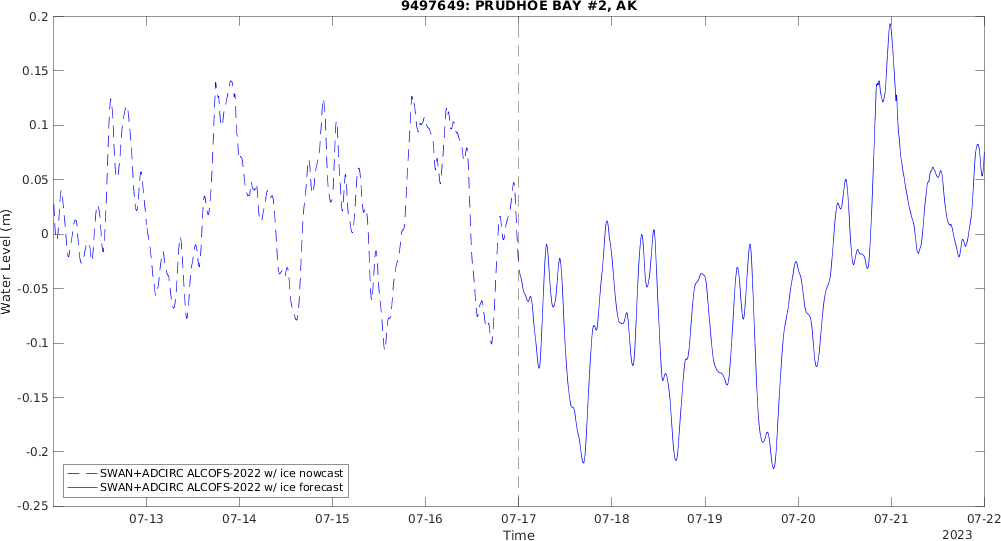 9497649: PRUDHOE BAY #2, AK
0.2
0.15
0.1
0.05
0
-0.05
-0.1
-0.15
-0.2
-0.25
Water Level (m)
SWAN+ADCIRC ALCOFS-2022 w/ ice nowcast
SWAN+ADCIRC ALCOFS-2022 w/ ice forecast
07-13 07-14 07-15 07-16 07-17 07-18 07-19 07-20 07-21 07-22
Time
2023